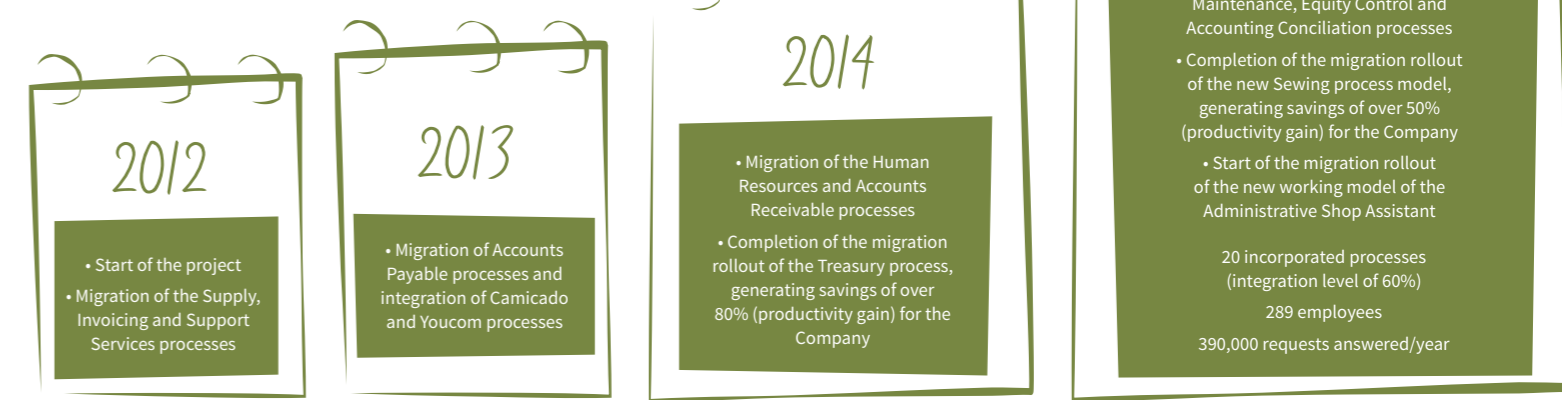 2012
• Start of the project
• Migration of the Supply,
Invoicing and Support
Services processes
2013
• Migration of Accounts
Payable processes and
integration of Camicado
and Youcom processes
2014
• Migration of the Human
Resources and Accounts
Receivable processes
• Completion of the migration
rollout of the Treasury process,
generating savings of over
80% (productivity gain) for the
Company
Maintenance, Equity Control and
Accounting Conciliation processes
• Completion of the migration rollout
of the new Sewing process model,
generating savings of over 50%
(productivity gain) for the Company
• Start of the migration rollout
of the new working model of the
Administrative Shop Assistant
20 incorporated processes
(integration level of 60%)
289 employees
390,000 requests answered/year